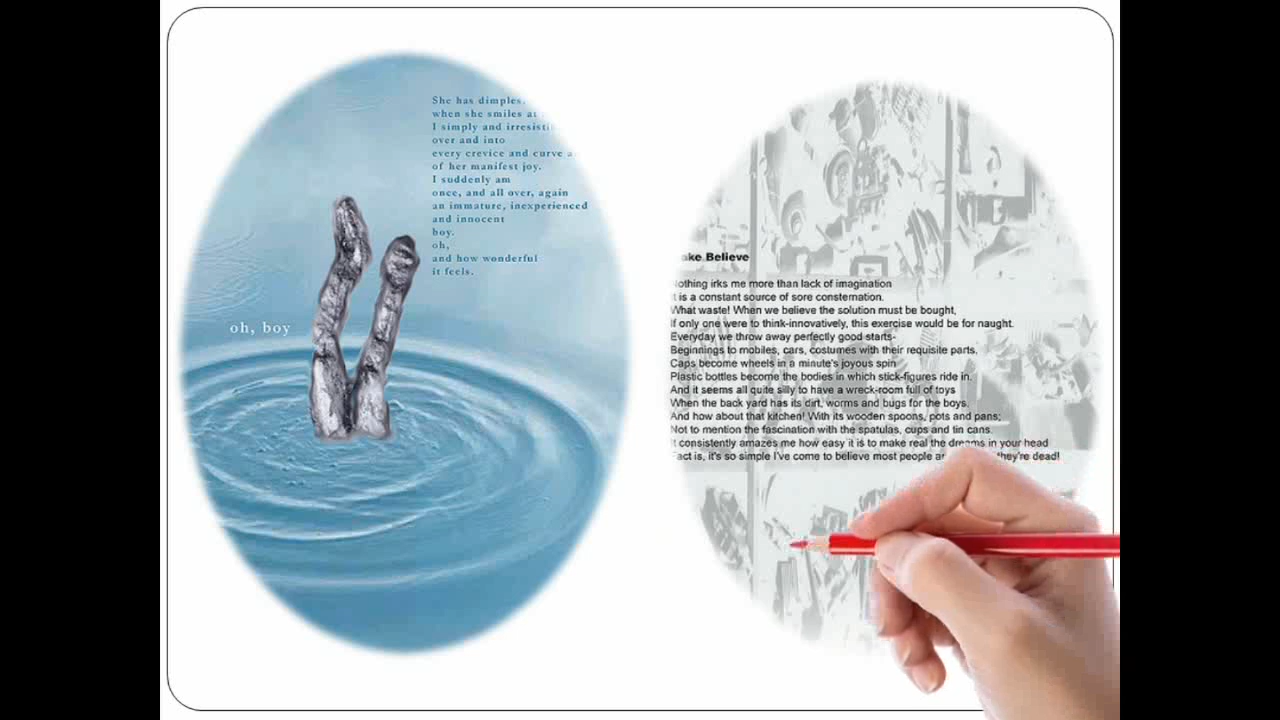 She has dimples.
when she smiles at
I simply and
over and into
every crevice and curve
of her manifest joy.
I suddenly am
once, and all over, again
an immature, inexperienced
and innocent
boy.
oh,
and how wonderful
it feels.
oh, boy
Believe
Nothing irks me more than lack of imagination
It is a constant source of sore consternation.
What waste! When we believe the solution must be bought,
If only one were to think-innovatively, this exercise would be for naught.
Everyday we throw away perfectly good starts-
Beginnings to mobiles, cars, costumes with their requisite parts.
Caps become wheels in a minute's joyous spin
Plastic bottles become the bodies in which stick-figures ride in.
And it seems all quite silly to have a wreck-room full of toys
When the back yard has its dirt, worms and bugs for the boys.
And how about that kitchen! With its wooden spoons, pots and pans;
Not to mention the fascination with the spatulas, cups and tin cans.
It consistently amazes me how easy it is to make real the dreams in your head
Fact is, it's so simple I've come to believe most people they're dead!